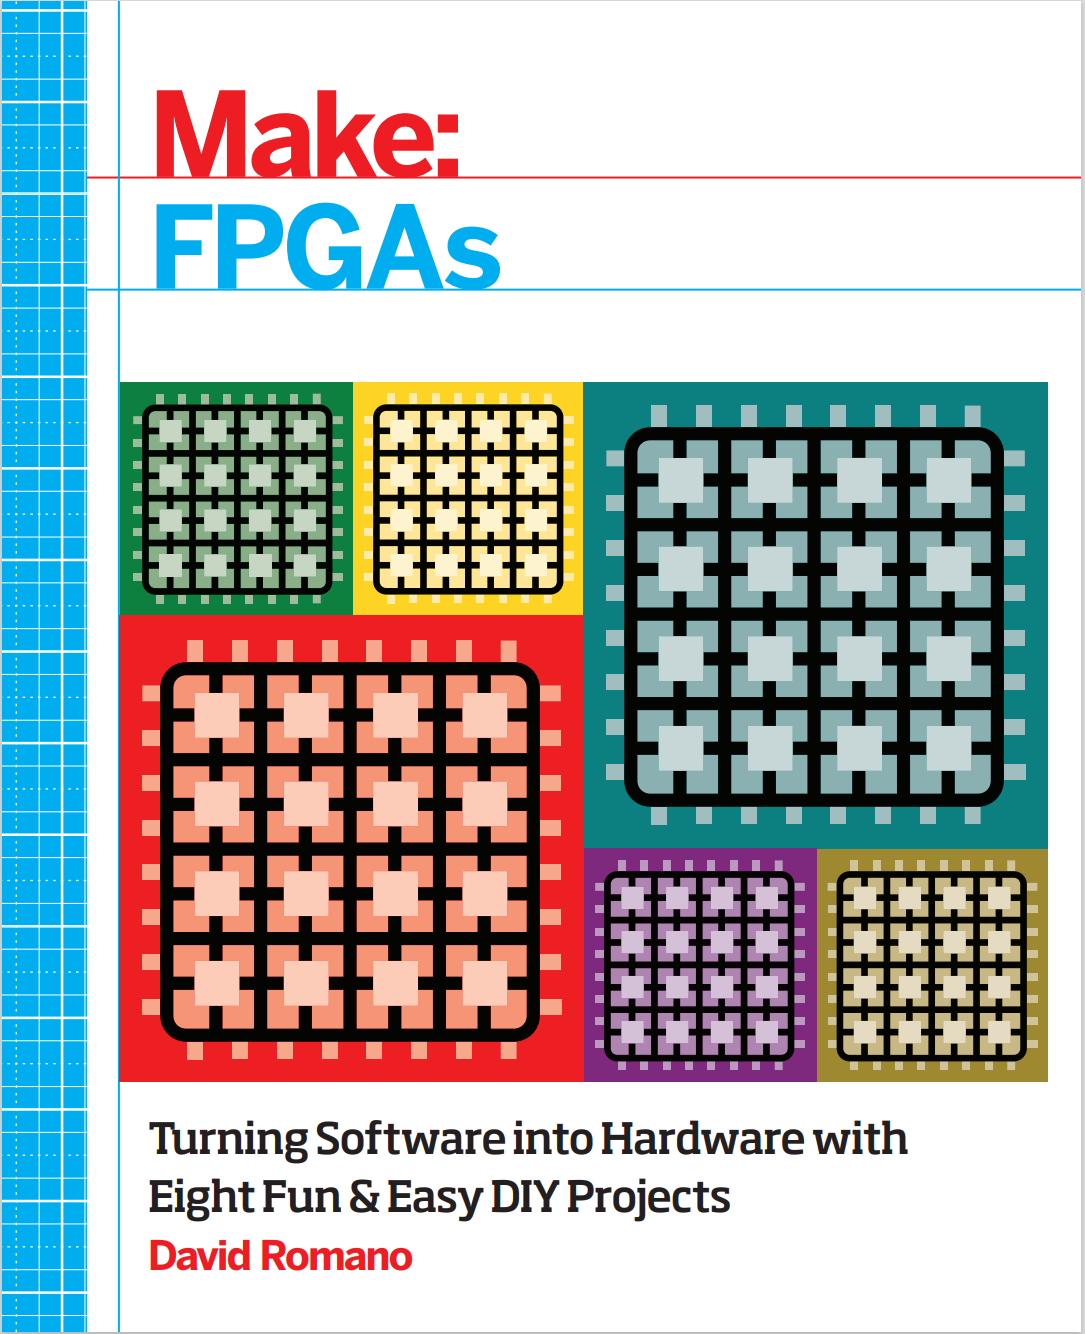 Make:
FPGAs
Turning Software into Hardware with
Eight Fun & Easy DIY Projects
David Romano